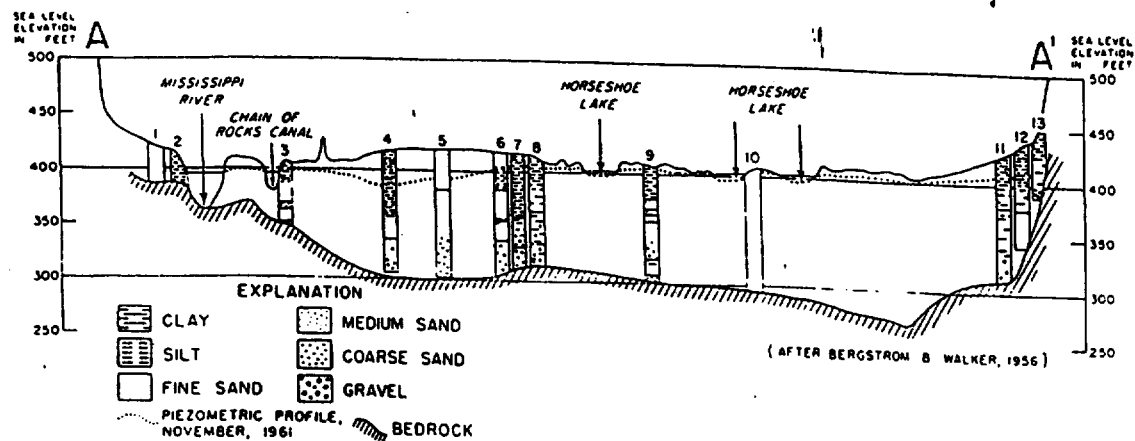 SEA LEVEL
ELEVATION
IN FEET
A
A'
SEA LEVEL
ELEVATION
IN FEET
500
450
400
350
300
250
MISSISSIPPI
RIVER
CHAIN OF
ROCKS CANAL
HORSESHOE
LAKE
HORSESHOE
LAKE
1
2
3
4
5
6
7
8
9
10
11
12
13
500
450
400
350
300
250
EXPLANATION
CLAY
SILT
FINE SAND
MEDIUM SAND
COARSE SAND
GRAVEL
PIEZOMETRIC PROFILE,
NOVEMBER, 1961
BEDROCK
(AFTER BERGSTROM & WALKER, 1956)